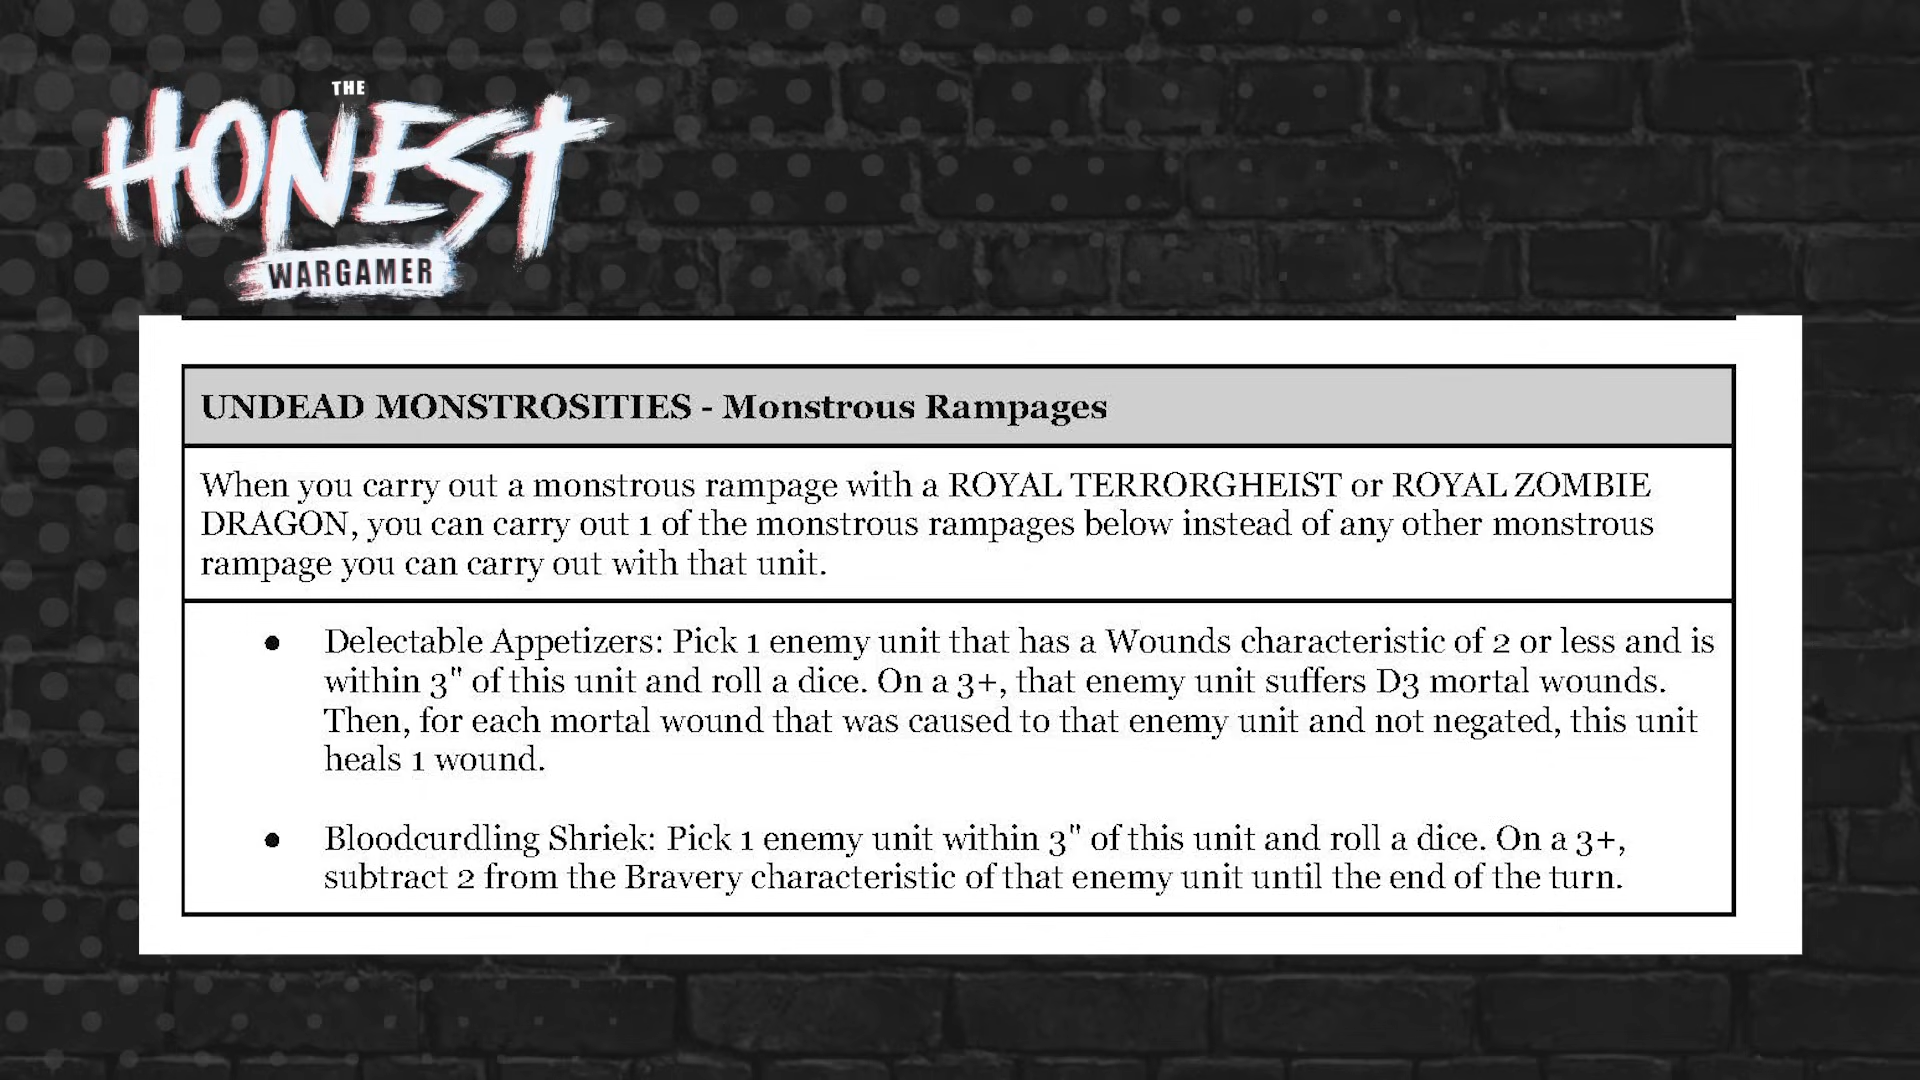 THE
HONEST
WARGAMER
UNDEAD MONSTROSITIES - Monstrous Rampages
When you carry out a monstrous rampage with a ROYAL TERRORGHEIST or ROYAL ZOMBIE
DRAGON, you can carry out 1 of the monstrous rampages below instead of any other monstrous
rampage you can carry out with that unit.
● Delectable Appetizers: Pick 1 enemy unit that has a Wounds characteristic of 2 or less and is
within 3" of this unit and roll a dice. On a 3+, that enemy unit suffers D3 mortal wounds.
Then, for each mortal wound that was caused to that enemy unit and not negated, this unit
heals 1 wound.
● Bloodcurdling Shriek: Pick 1 enemy unit within 3" of this unit and roll a dice. On a 3+,
subtract 2 from the Bravery characteristic of that enemy unit until the end of the turn.